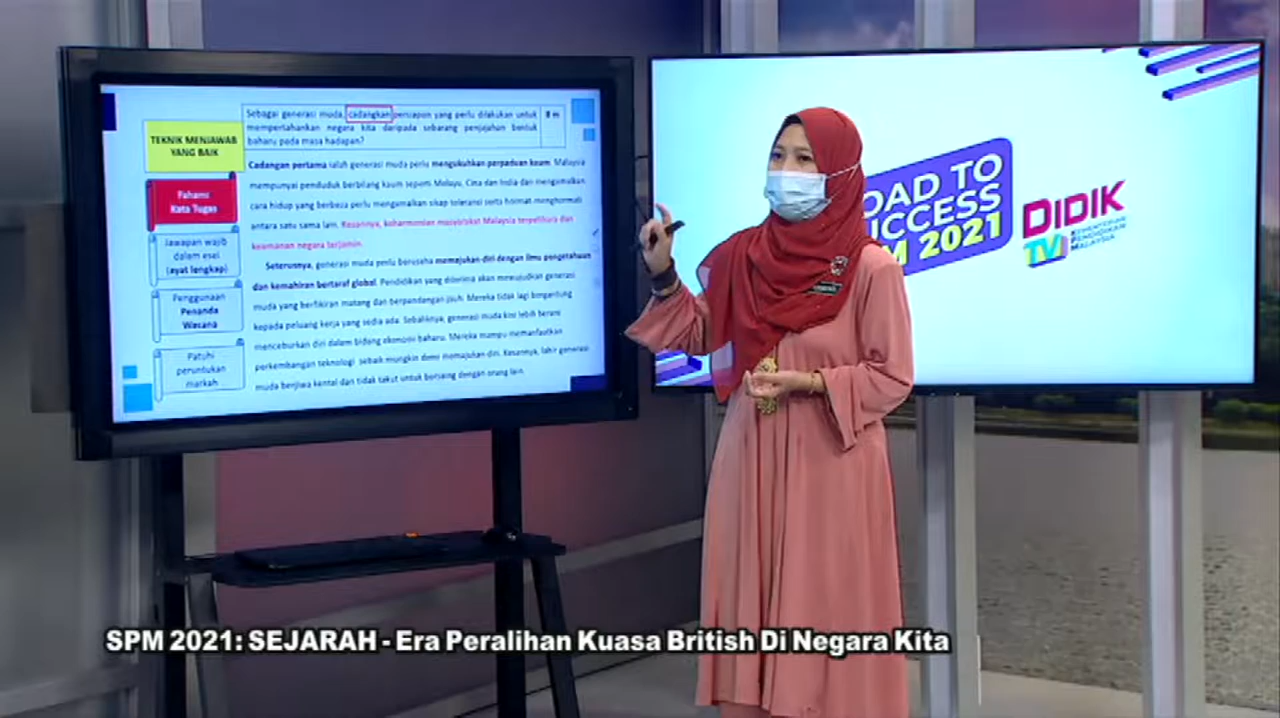 Sebagai generasi muda, cadangkan persiapan yang perlu dilakukan untuk
mempertahankan negara kita daripada sebarang penjajahan bentuk
baharu pada masa hadapan?
8 m
TEKNIK MENJAWAB
YANG BAIK
Fahami
Kata Tugas
Jawapan wajib
dalam esei
(ayat lengkap)
Penggunaan
Penanda
Wacana
Patuhi
peruntukan
markah
Cadangan pertama ialah generasi muda perlu mengukuhkan perpaduan kaum. Malaysia
mempunyai penduduk berbilang kaum seperti Melayu, Cina dan India dan mengamalkan
cara hidup yang berbeza perlu mengamalkan sikap toleransi serta hormat menghormati
antara satu sama lain. Kesannya, keharmonian masyarakat Malaysia terpelihara dan
keamanan negara terjamin.
Seterusnya, generasi muda perlu berusaha memajukan diri dengan ilmu pengetahuan
dan kemahiran bertaraf global. Pendidikan yang diterima akan mewujudkan generasi
muda yang berfikiran matang dan berpandangan jauh. Mereka tidak lagi bergantung
kepada peluang kerja yang sedia ada. Sebaliknya, generasi muda kini lebih berani
menceburkan diri dalam bidang ekonomi baharu. Mereka mampu memanfaatkan
perkembangan teknologi sebaik mungkin demi memajukan diri. Kesannya, lahir generasi
muda berjiwa kental dan tidak takut untuk bersaing dengan orang lain.
OAD TO
UCCESS
M 2021
DIDIK
TV
KEMENTERIAN
PENDIDIKAN
MALAYSIA
SPM 2021: SEJARAH - Era Peralihan Kuasa British Di Negara Kita